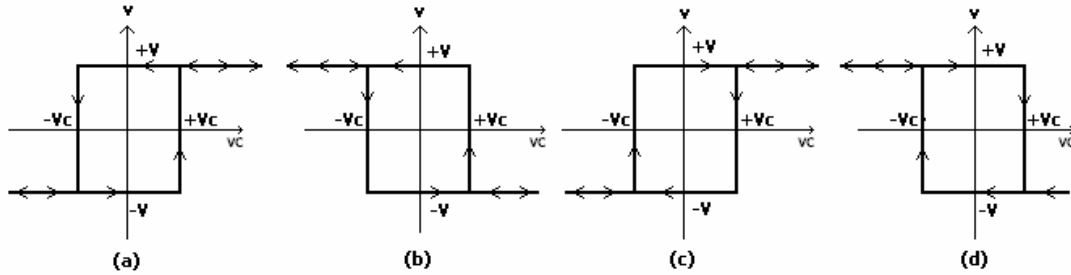 v v v v
+V +V +V +V
-Vc +Vc -Vc +Vc -Vc +Vc -Vc +Vc
vc vc vc vc
-V -V -V -V
(a) (b) (c) (d)